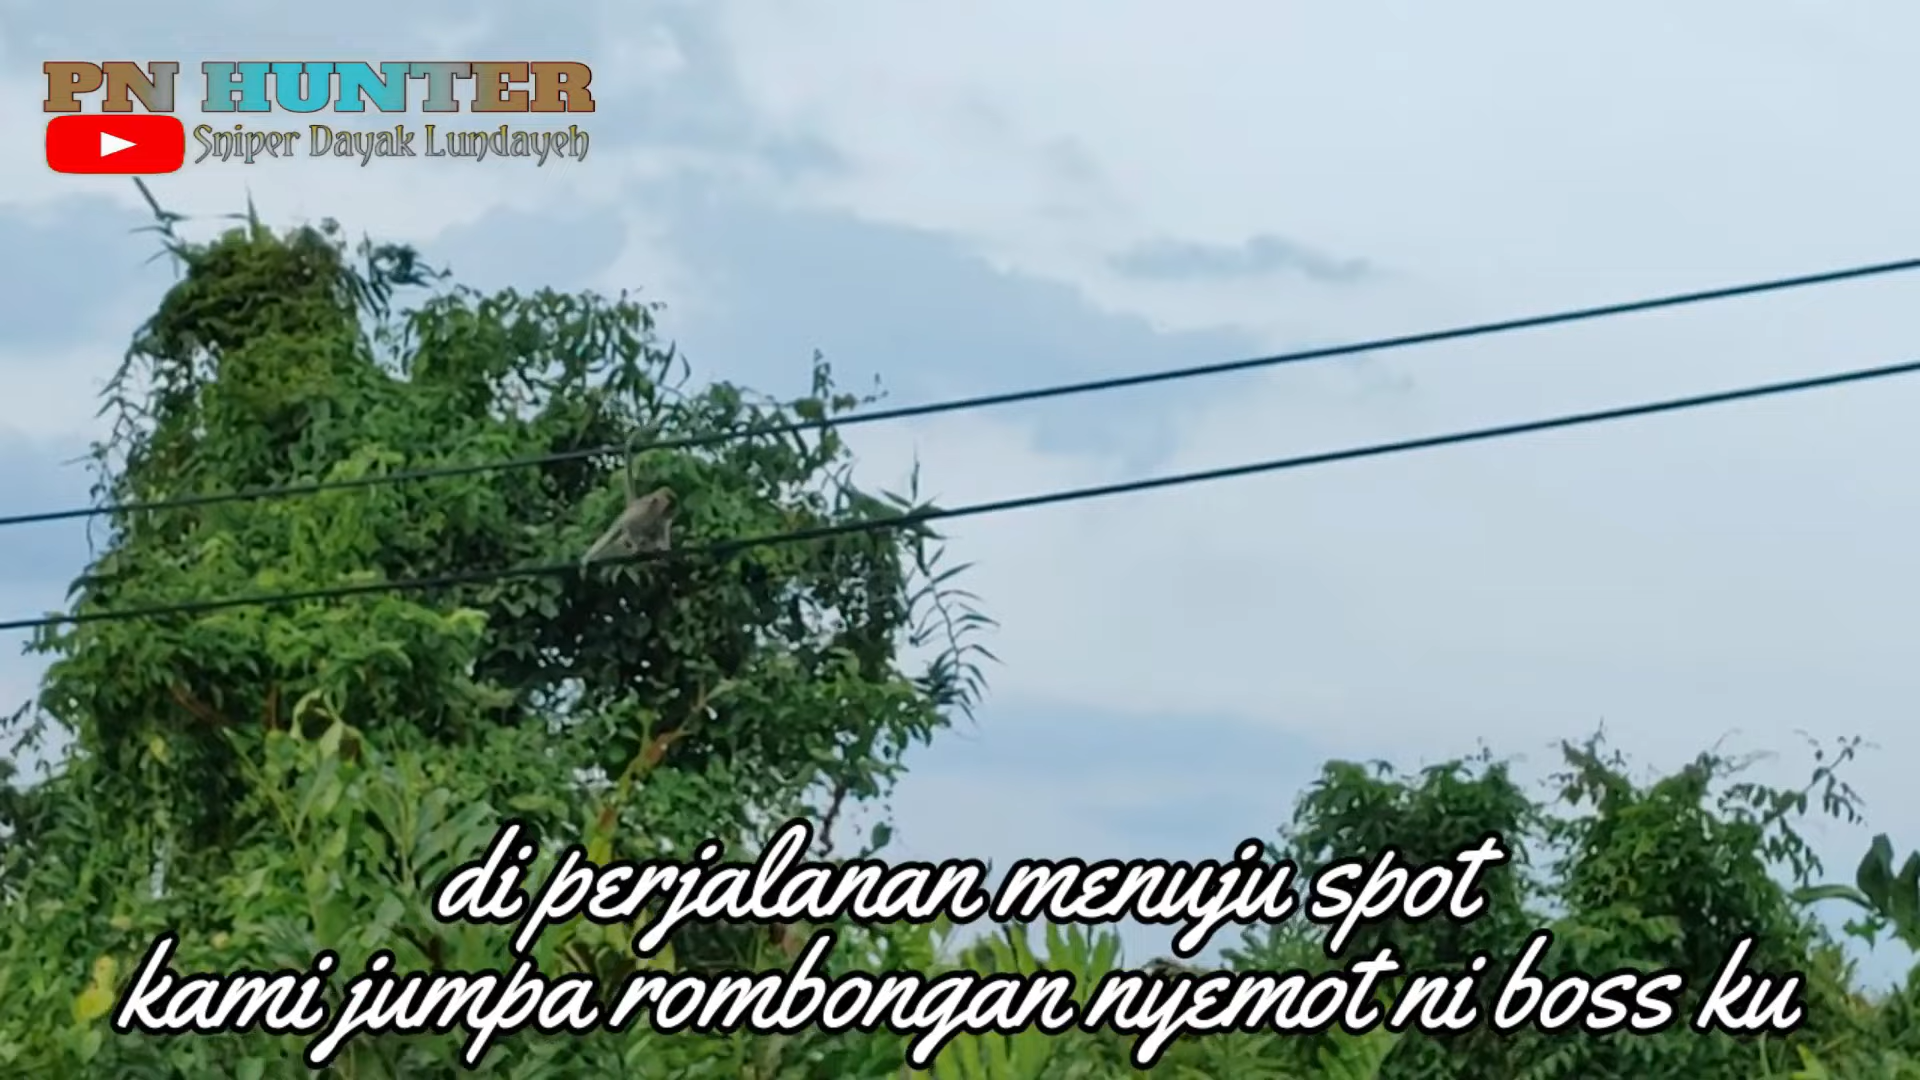 PN HUNTER
Sniper Dayak Lundayeh
di perjalanan menuju spot
kami jumpa rombongan nyemot ni boss ku